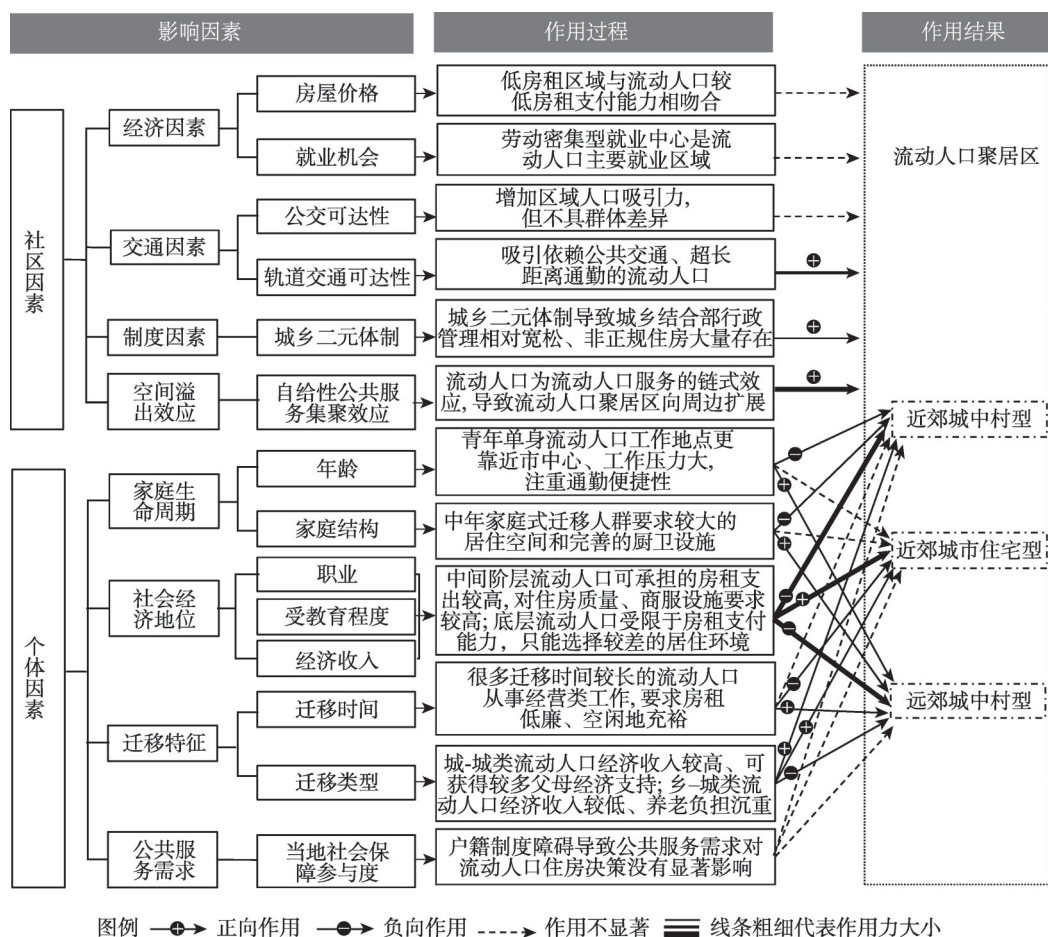 影响因素
作用过程
作用结果
社区因素
经济因素
房屋价格
低房租区域与流动人口较
低房租支付能力相吻合
就业机会
劳动密集型就业中心是流
动人口主要就业区域
流动人口聚居区
交通因素
公交可达性
增加区域人口吸引力,
但不具群体差异
轨道交通可达性
吸引依赖公共交通、超长
距离通勤的流动人口
制度因素
城乡二元体制
城乡二元体制导致城乡结合部行政
管理相对宽松、非正规住房大量存在
空间溢
出效应
自给性公共服
务集聚效应
流动人口为流动人口服务的链式效
应,导致流动人口聚居区向周边扩展
近郊城中村型
个体因素
家庭生
命周期
年龄
青年单身流动人口工作地点更
靠近市中心、工作压力大,
注重通勤便捷性
家庭结构
中年家庭式迁移人群要求较大的
居住空间和完善的厨卫设施
近郊城市住宅型
社会经
济地位
职业
受教育程度
经济收入
中间阶层流动人口可承担的房租支
出较高,对住房质量、商服设施要求
较高;底层流动人口受限于房租支付
能力，只能选择较差的居住环境
远郊城中村型
迁移特征
迁移时间
很多迁移时间较长的流动人口
从事经营类工作,要求房租
低廉、空闲地充裕
迁移类型
城-城类流动人口经济收入较高、可
获得较多父母经济支持;乡–城类流
动人口经济收入较低、养老负担沉重
公共服
务需求
当地社会保
障参与度
户籍制度障碍导致公共服务需求对
流动人口住房决策没有显著影响
图例 正向作用 负向作用 作用不显著 线条粗细代表作用力大小